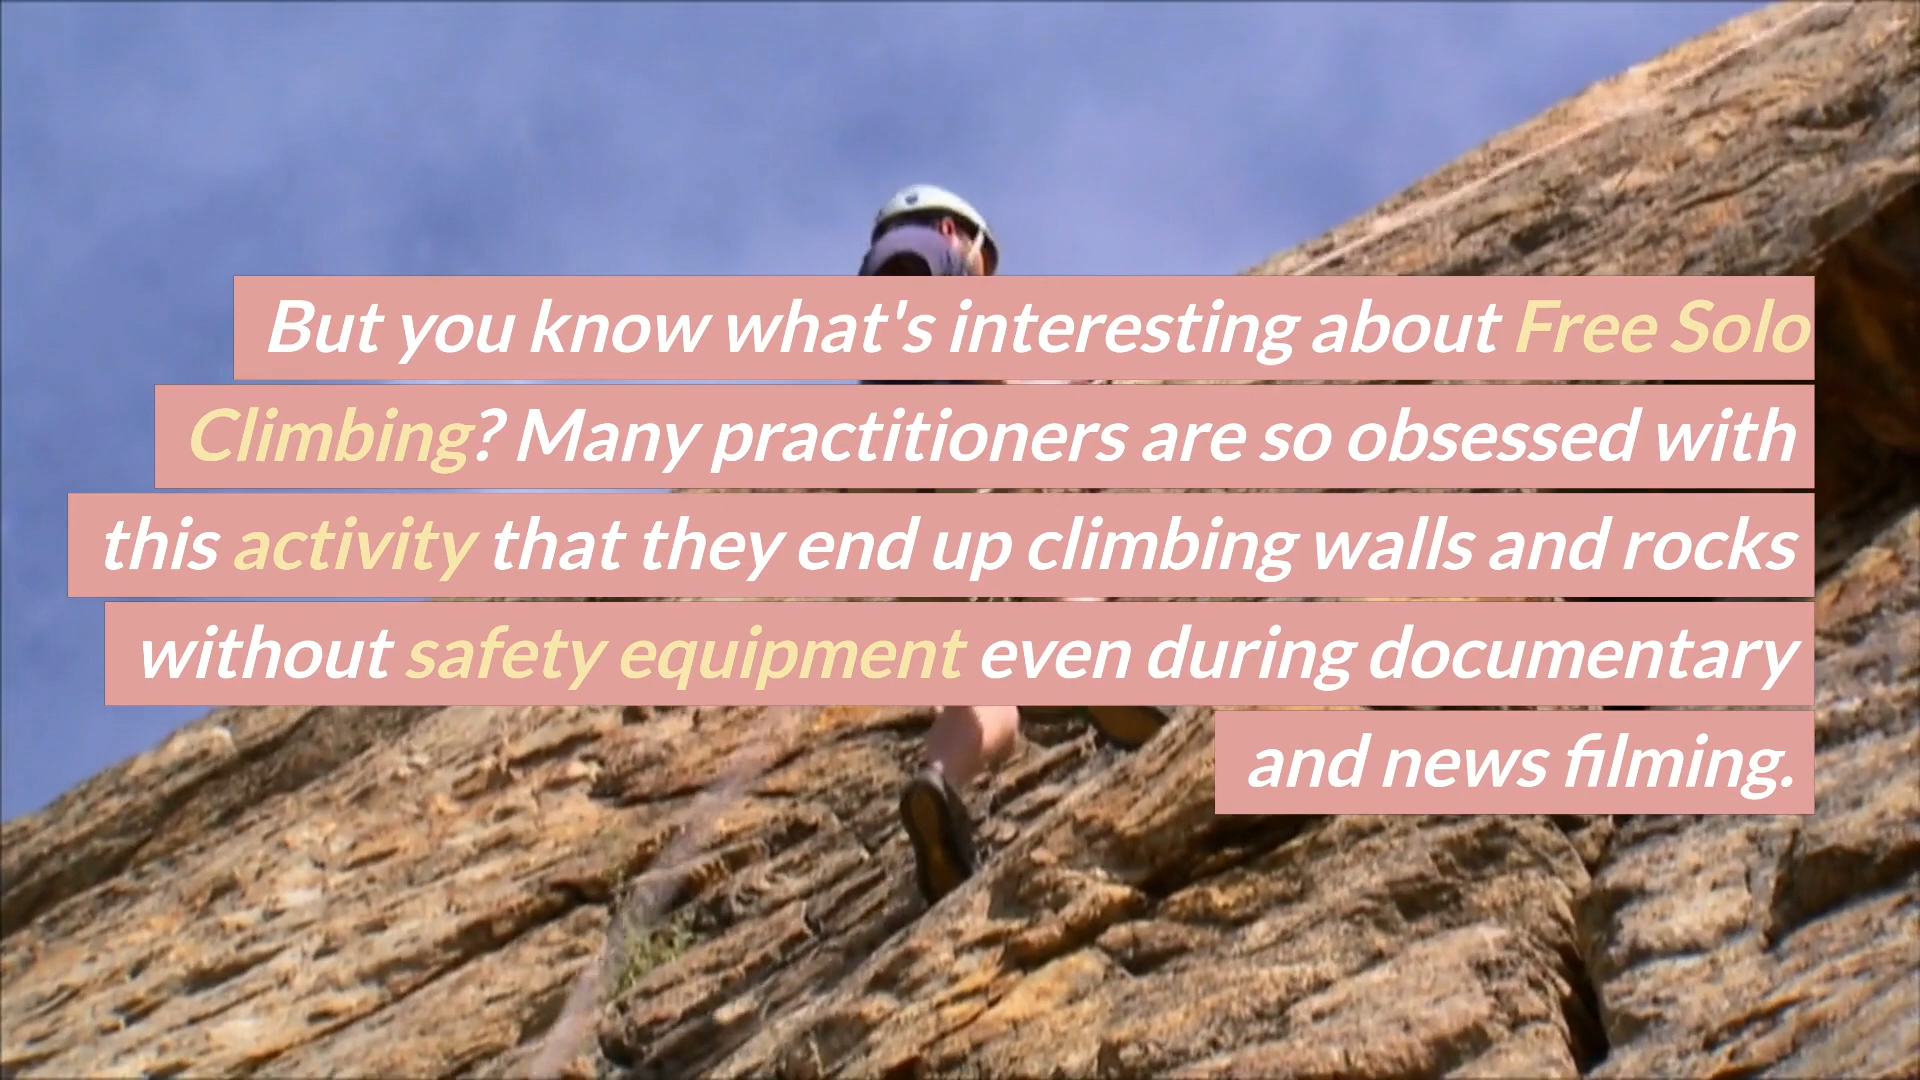 But you know what's interesting about Free Solo
Climbing? Many practitioners are so obsessed with
this activity that they end up climbing walls and rocks
without safety equipment even during documentary
and news filming.